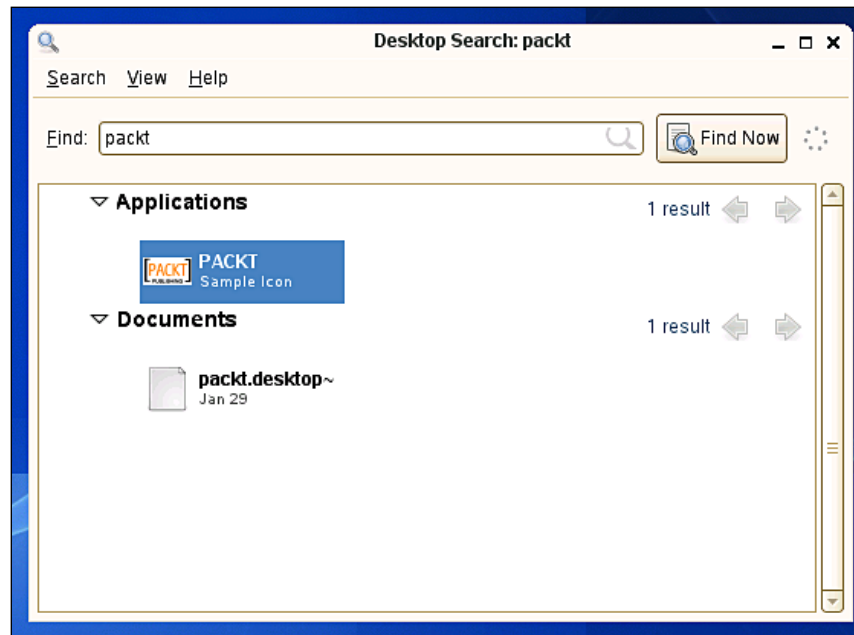 Desktop Search: packt
Search View Help
Find: packt Find Now
Applications 1 result
PACKT
PUBLISHING
PACKT
Sample Icon
Documents 1 result
packt.desktop~
Jan 29